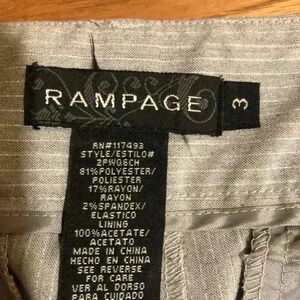 RAMPAGE
3
RN#117493
STYLE/ESTILO#
2PWQ6CH
81%POLYESTER/
POLIESTER
17%RAYON/
RAYON
2%SPANDEX/
ELASTICO
LINING
100%ACETATE/
ACETATO
MADE IN CHINA
HECHO EN CHINA
SEE REVERSE
FOR CARE
VER AL DORSO
PARA CUIDADO